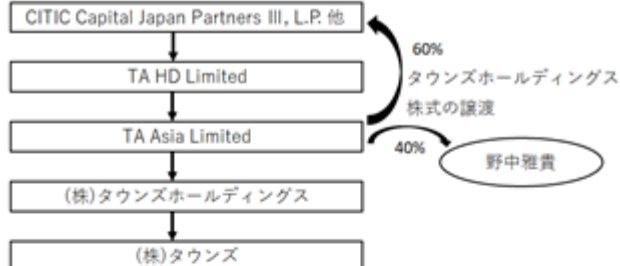 CITIC Capital Japan Partners III, L.P. 他
60%
タウンズホールディングス
株式の譲渡
TA HD Limited
TA Asia Limited
40%
野中雅貴
(株)タウンズホールディングス
(株)タウンズ